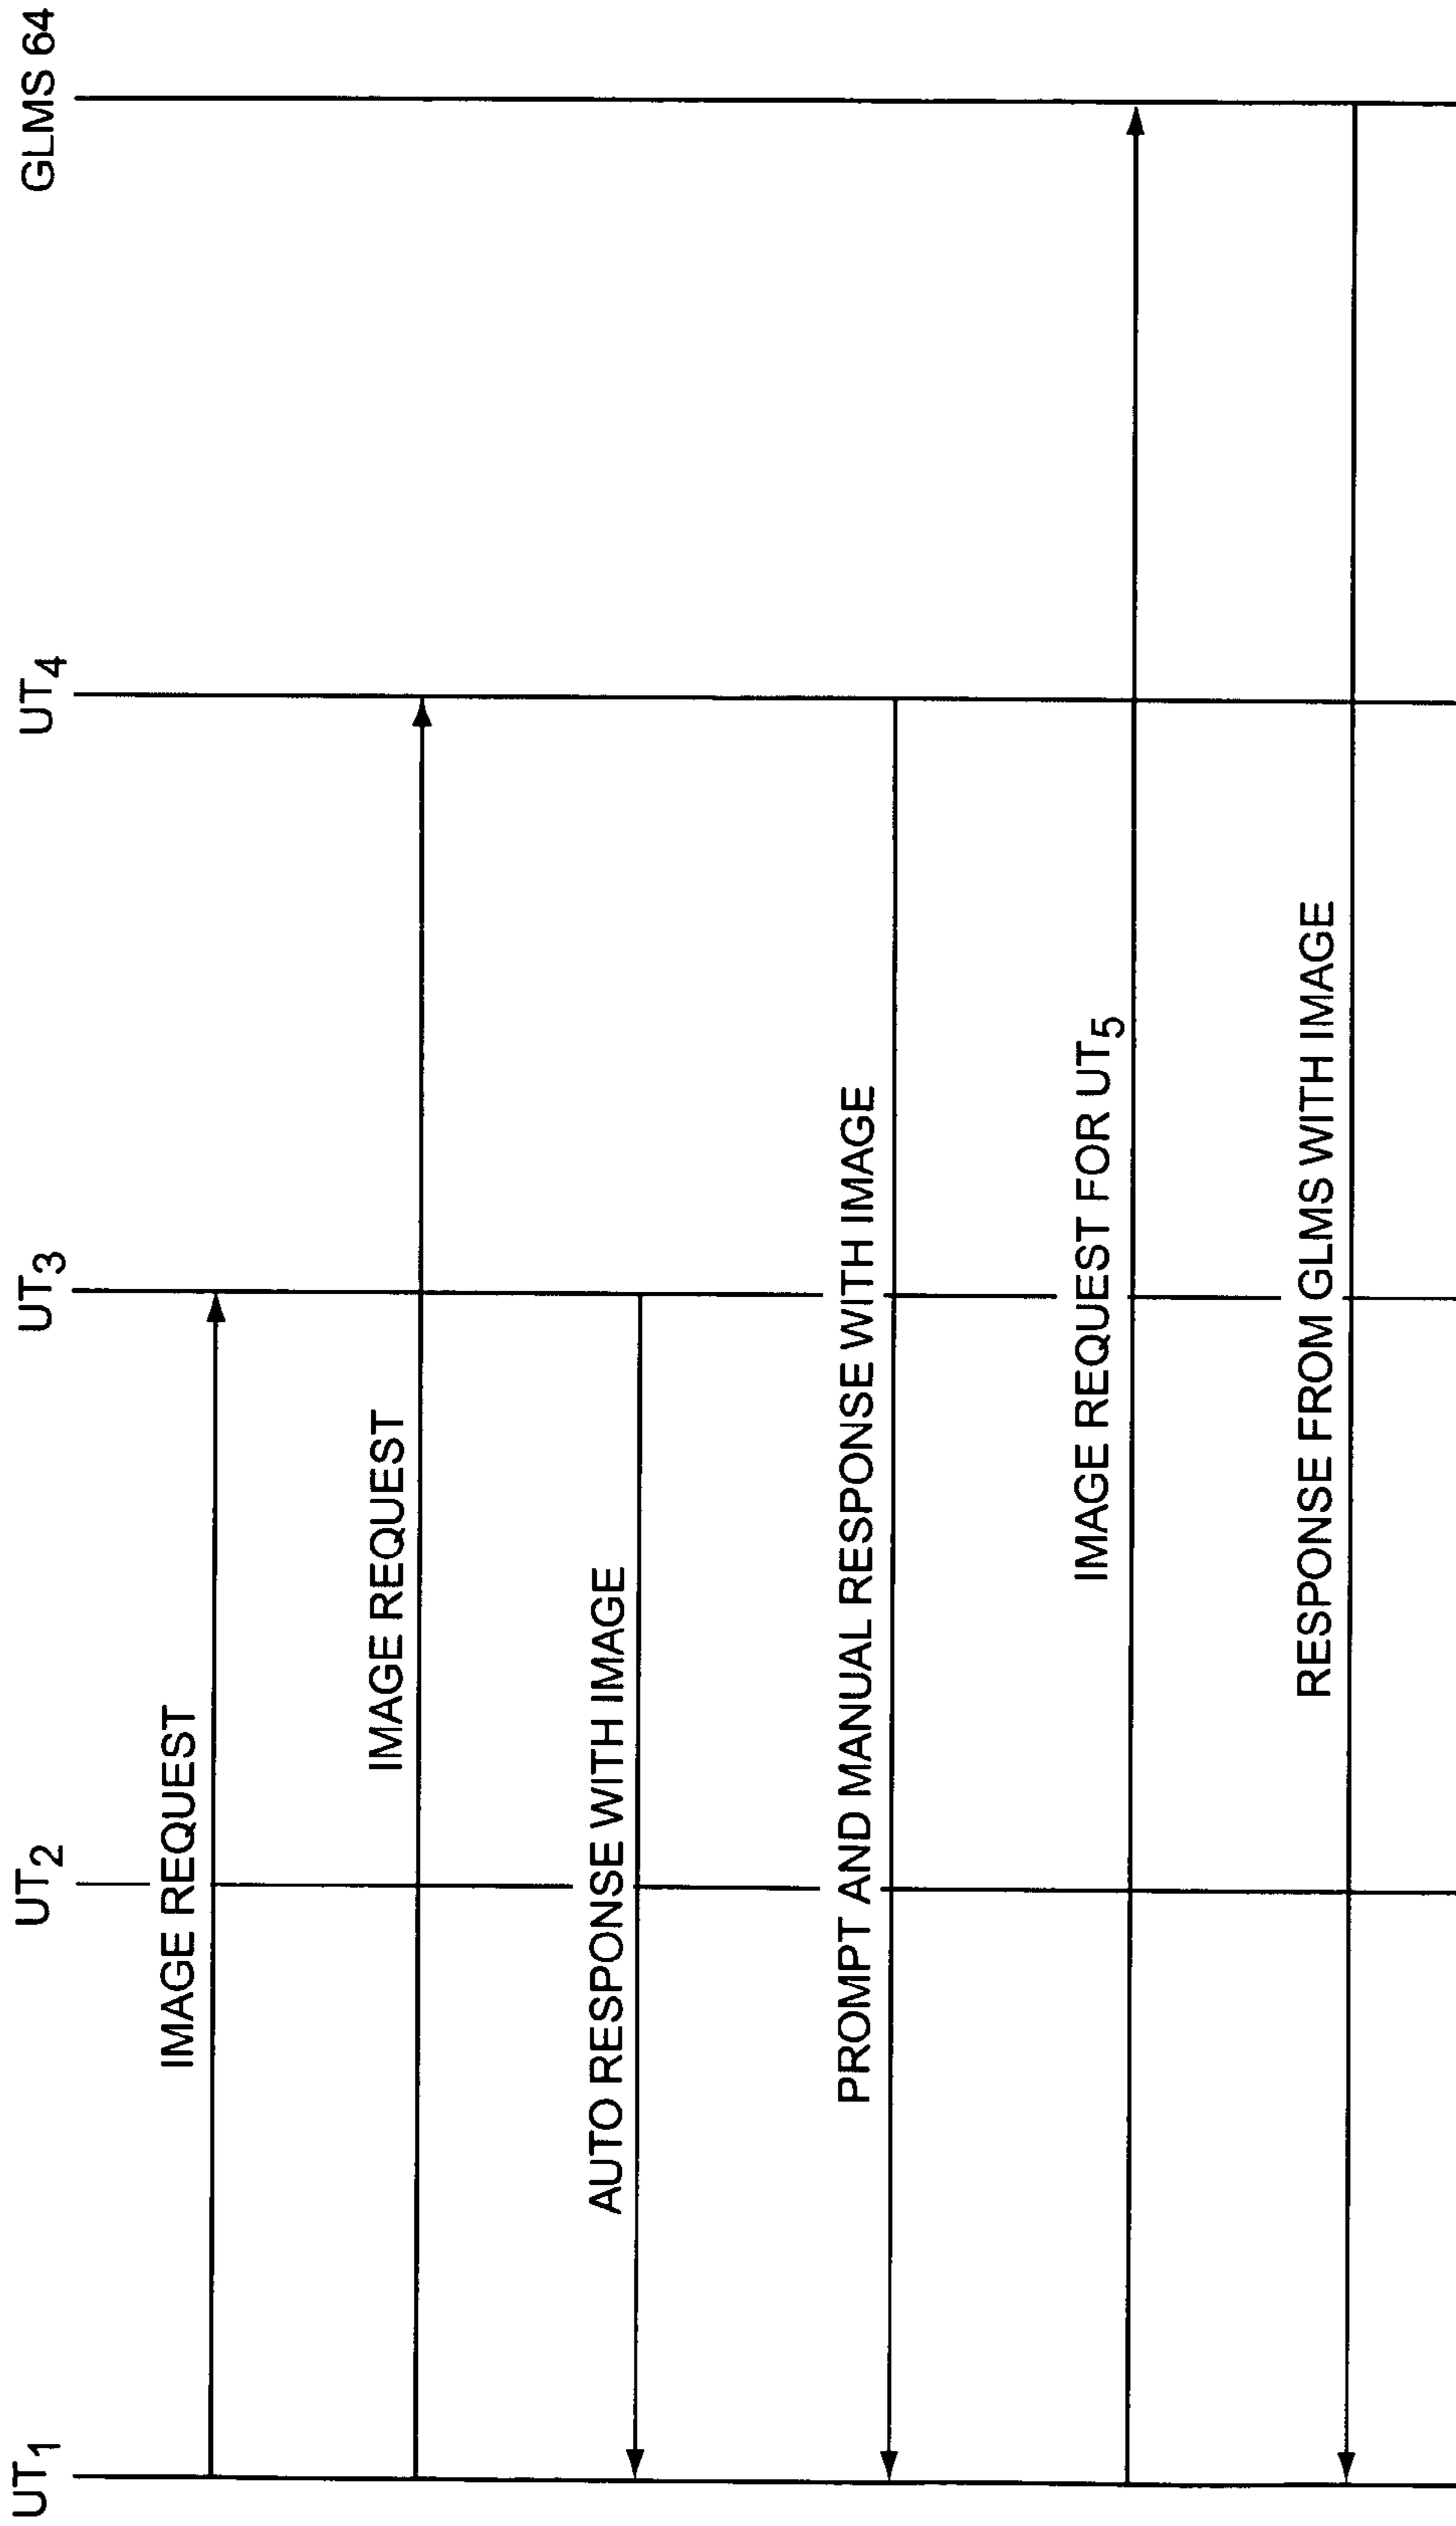 UT1
UT2
UT3
UT4
GLMS 64
IMAGE REQUEST
IMAGE REQUEST
AUTO RESPONSE WITH IMAGE
PROMPT AND MANUAL RESPONSE WITH IMAGE
IMAGE REQUEST FOR UT5
RESPONSE FROM GLMS WITH IMAGE